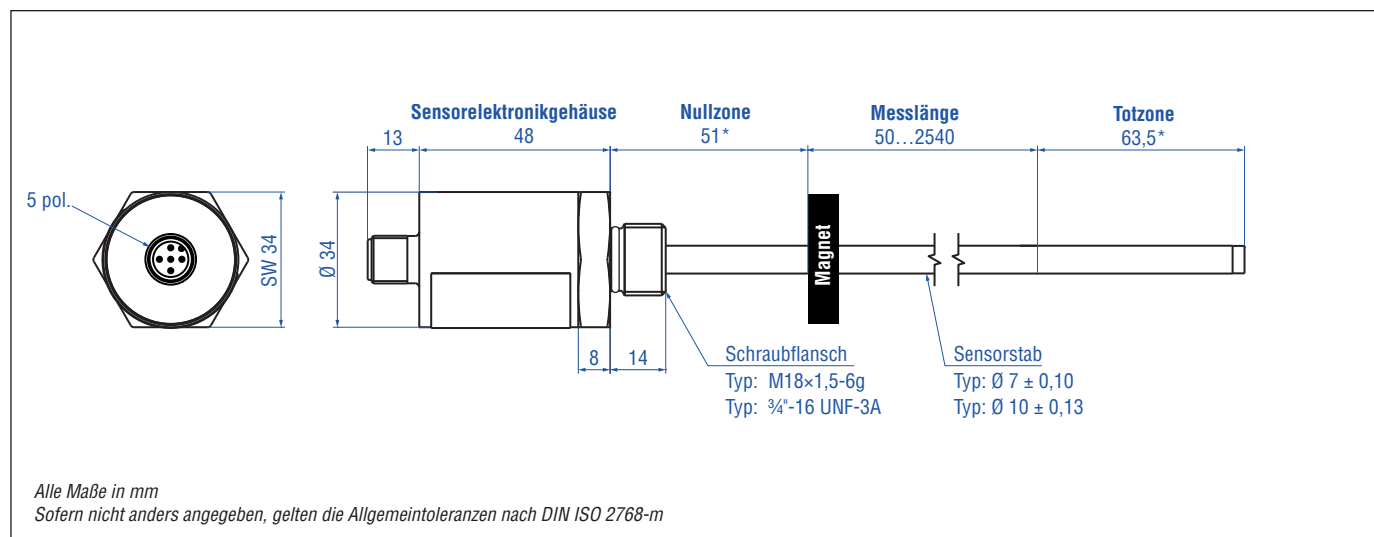 Sensorelektronikgehäuse
Nullzone
Messlänge
Totzone
13
48
51*
50…2540
63,5*
5 pol.
SW 34
Ø 34
Magnet
8
14
Schraubflansch
Typ: M18×1,5-6g
Typ: ¾"-16 UNF-3A
Sensorstab
Typ: Ø 7 ± 0,10
Typ: Ø 10 ± 0,13
Alle Maße in mm
Sofern nicht anders angegeben, gelten die Allgemeintoleranzen nach DIN ISO 2768-m